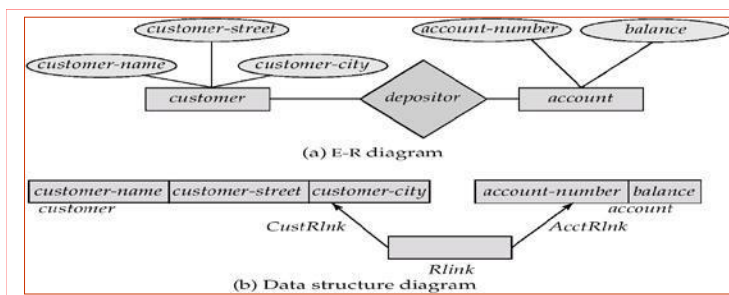 customer-street
account-number balance
customer-name customer-city
customer depositor account
(a) E-R diagram
customer-name customer-street customer-city account-number balance
customer account
CustRlnk AcctRlnk
Rlink
(b) Data structure diagram